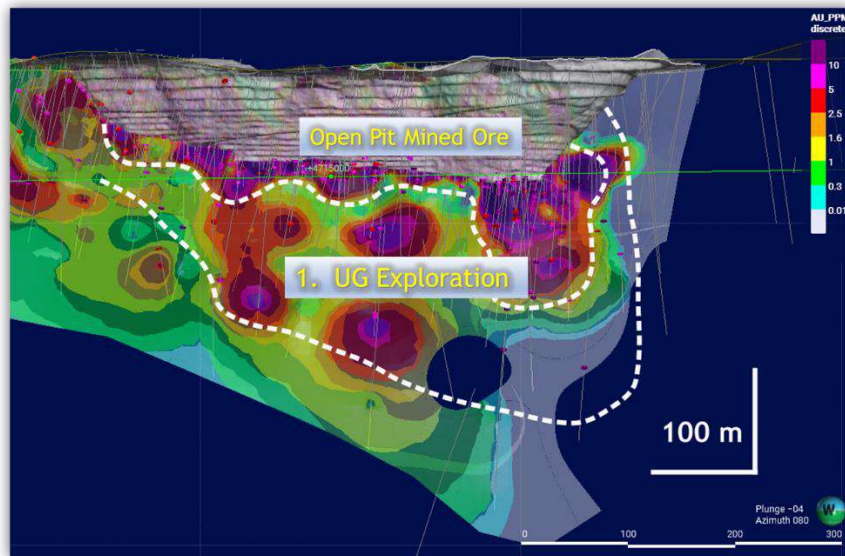 AU_PPM
discrete
10
5
2.5
1.6
1
0.3
0.01
Open Pit Mined Ore
+4715000
1. UG Exploration
100 m
Plunge -04
Azimuth 080
W
0 100 200 300